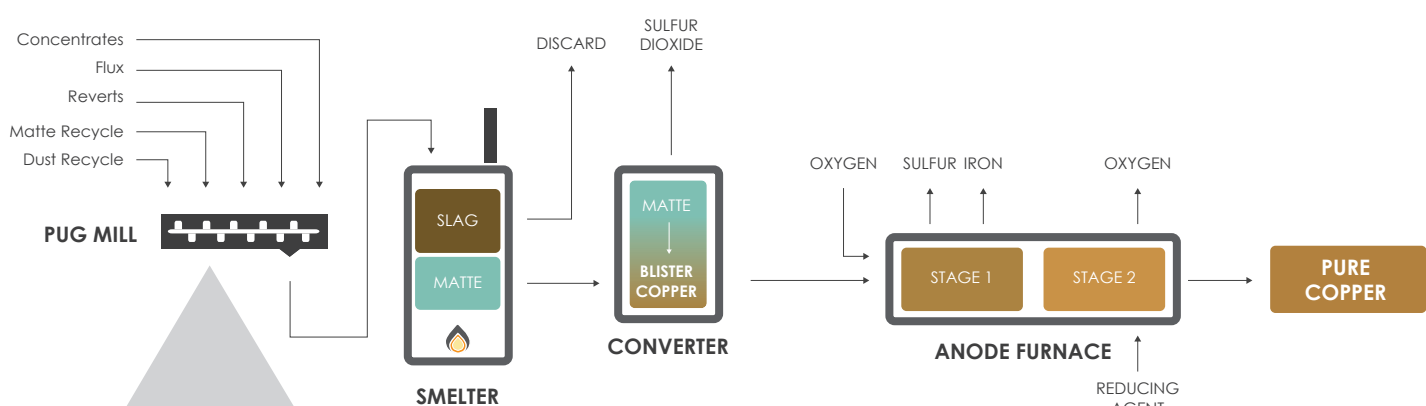 Concentrates
Flux
Reverts
Matte Recycle
Dust Recycle
PUG MILL
SLAG
MATTE
SMELTER
DISCARD
SULFUR
DIOXIDE
MATTE
BLISTER
COPPER
CONVERTER
OXYGEN
SULFUR IRON
OXYGEN
STAGE 1
STAGE 2
ANODE FURNACE
REDUCING
AGENT
PURE
COPPER